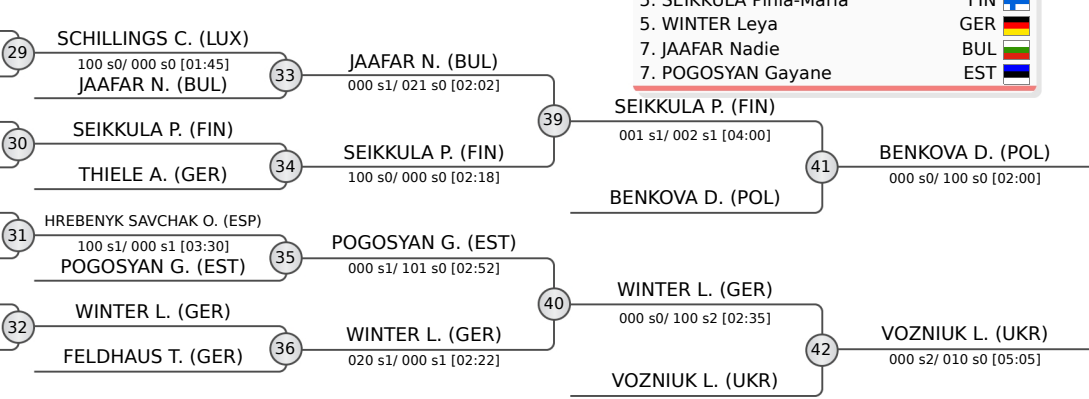 5. SEIKKULA Pinia-Maria FIN
5. WINTER Leya GER
7. JAAFAR Nadie BUL
7. POGOSYAN Gayane EST
29
SCHILLINGS C. (LUX)
100 s0/ 000 s0 [01:45]
JAAFAR N. (BUL)
33
JAAFAR N. (BUL)
000 s1/ 021 s0 [02:02]
30
SEIKKULA P. (FIN)
THIELE A. (GER)
34
SEIKKULA P. (FIN)
100 s0/ 000 s0 [02:18]
39
SEIKKULA P. (FIN)
001 s1/ 002 s1 [04:00]
BENKOVA D. (POL)
41
BENKOVA D. (POL)
000 s0/ 100 s0 [02:00]
31
HREBENYK SAVCHAK O. (ESP)
100 s1/ 000 s1 [03:30]
POGOSYAN G. (EST)
35
POGOSYAN G. (EST)
000 s1/ 101 s0 [02:52]
32
WINTER L. (GER)
FELDHAUS T. (GER)
36
WINTER L. (GER)
020 s1/ 000 s1 [02:22]
40
WINTER L. (GER)
000 s0/ 100 s2 [02:35]
VOZNIUK L. (UKR)
42
VOZNIUK L. (UKR)
000 s2/ 010 s0 [05:05]